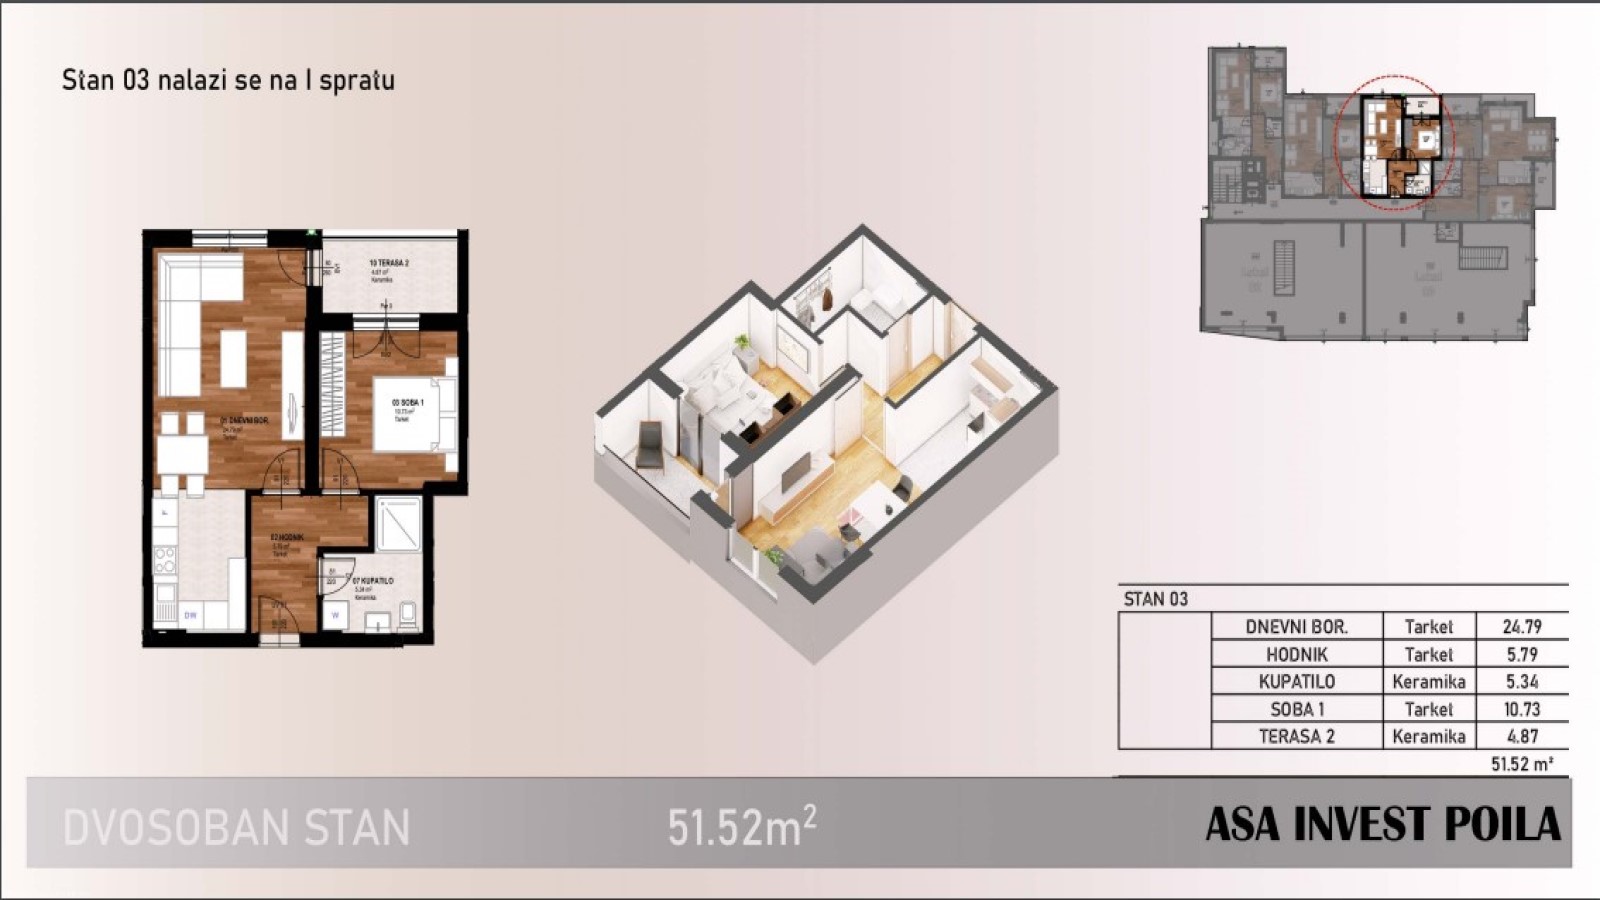 Stan 03 nalazi se na I spratu
10 TERASA 2
4.87 m²
Keramika
01 DNEVNI BOR.
24.79 m²
Tarket
05 SOBA 1
10.73 m²
Tarket
03 HODNIK
5.79 m²
Tarket
07 KUPATILO
5.34 m²
Keramika
F
DW
W
STAN 03
DNEVNI BOR. Tarket 24.79
HODNIK Tarket 5.79
KUPATILO Keramika 5.34
SOBA 1 Tarket 10.73
TERASA 2 Keramika 4.87
51.52 m²
DVOSOBAN STAN
51.52m²
ASA INVEST POILA